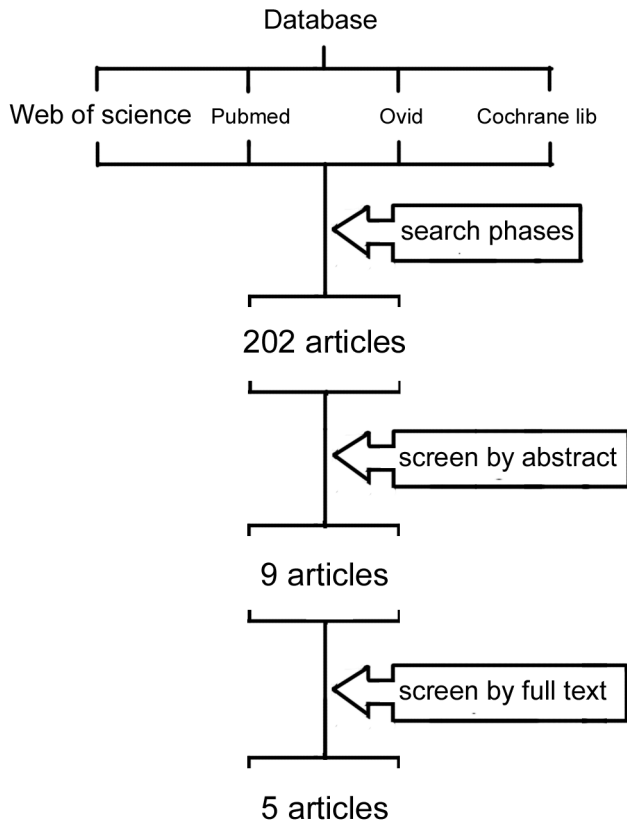 Database
Web of science Pubmed Ovid Cochrane lib
search phases
202 articles
screen by abstract
9 articles
screen by full text
5 articles